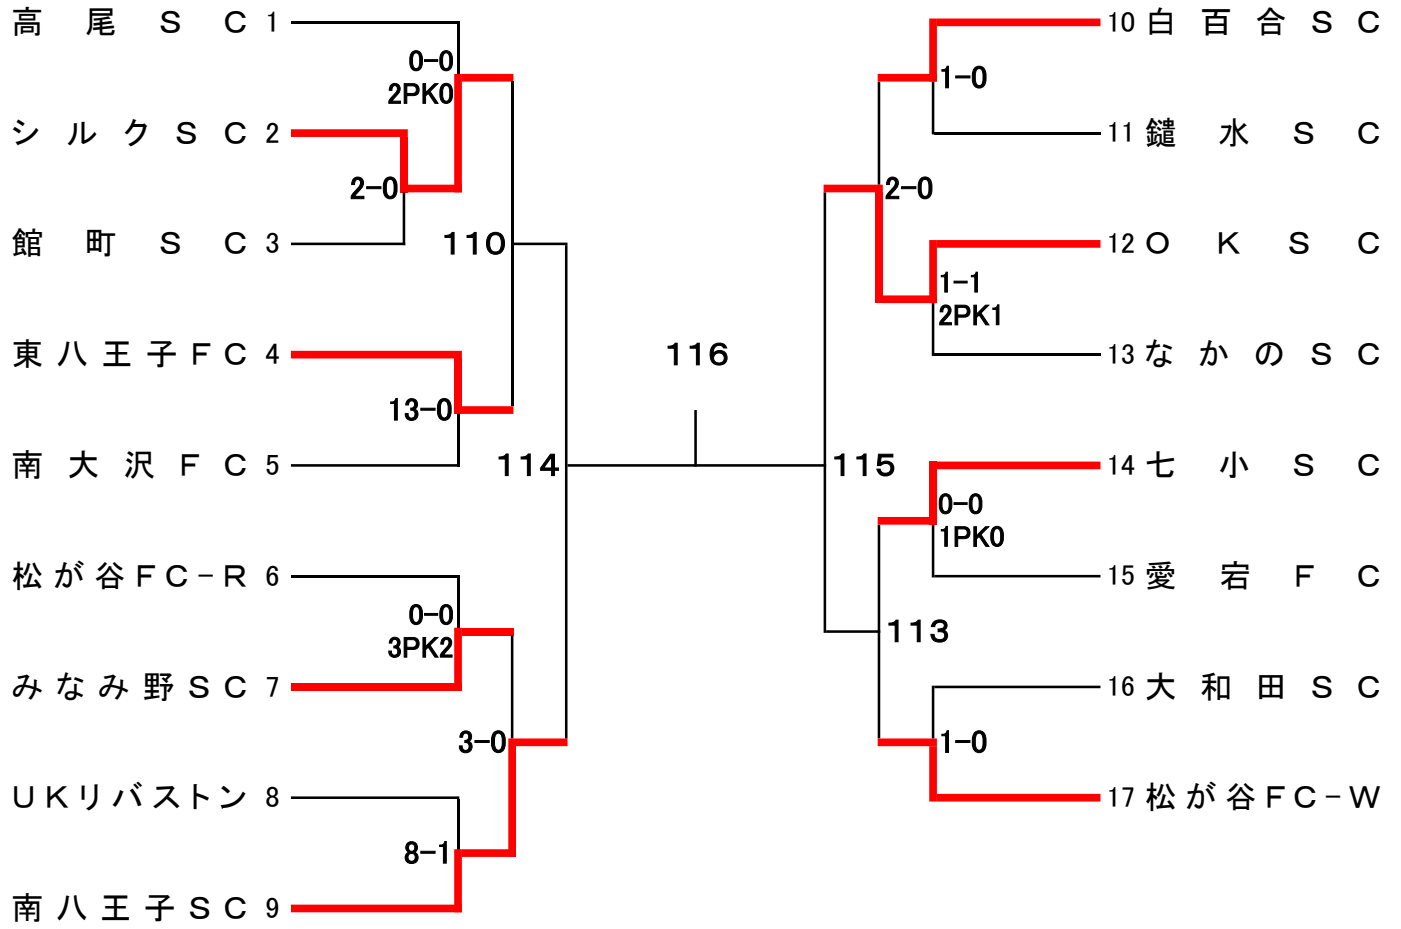 高尾ＳＣ 1
0-0
2PK0
シルクＳＣ 2
2-0
館町ＳＣ 3
110
東八王子ＦＣ 4
13-0
南大沢ＦＣ 5
114
松が谷ＦＣ-Ｒ 6
0-0
3PK2
みなみ野ＳＣ 7
3-0
ＵＫリバストン 8
8-1
南八王子ＳＣ 9
116
10 白百合ＳＣ
1-0
11 鑓水ＳＣ
2-0
12 ＯＫＳＣ
1-1
2PK1
13 なかのＳＣ
115
14 七小ＳＣ
0-0
1PK0
15 愛宕ＦＣ
113
16 大和田ＳＣ
1-0
17 松が谷ＦＣ-Ｗ